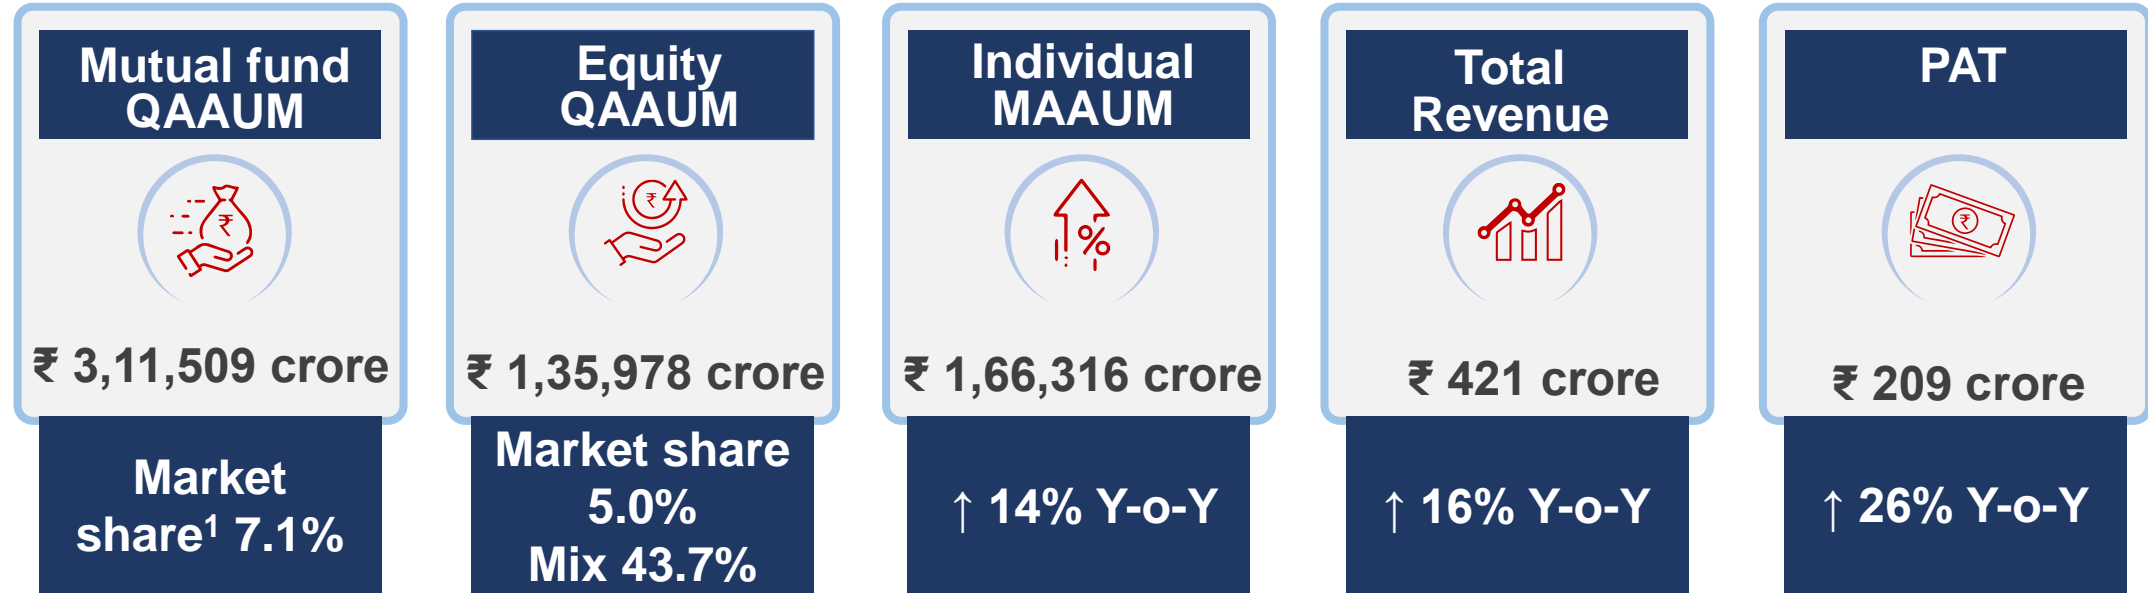 Mutual fund
QAAUM
₹ 3,11,509 crore
Market
share¹ 7.1%
Equity
QAAUM
₹ 1,35,978 crore
Market share
5.0%
Mix 43.7%
Individual
MAAUM
%
₹ 1,66,316 crore
↑ 14% Y-o-Y
Total
Revenue
₹ 421 crore
↑ 16% Y-o-Y
PAT
₹ 209 crore
↑ 26% Y-o-Y